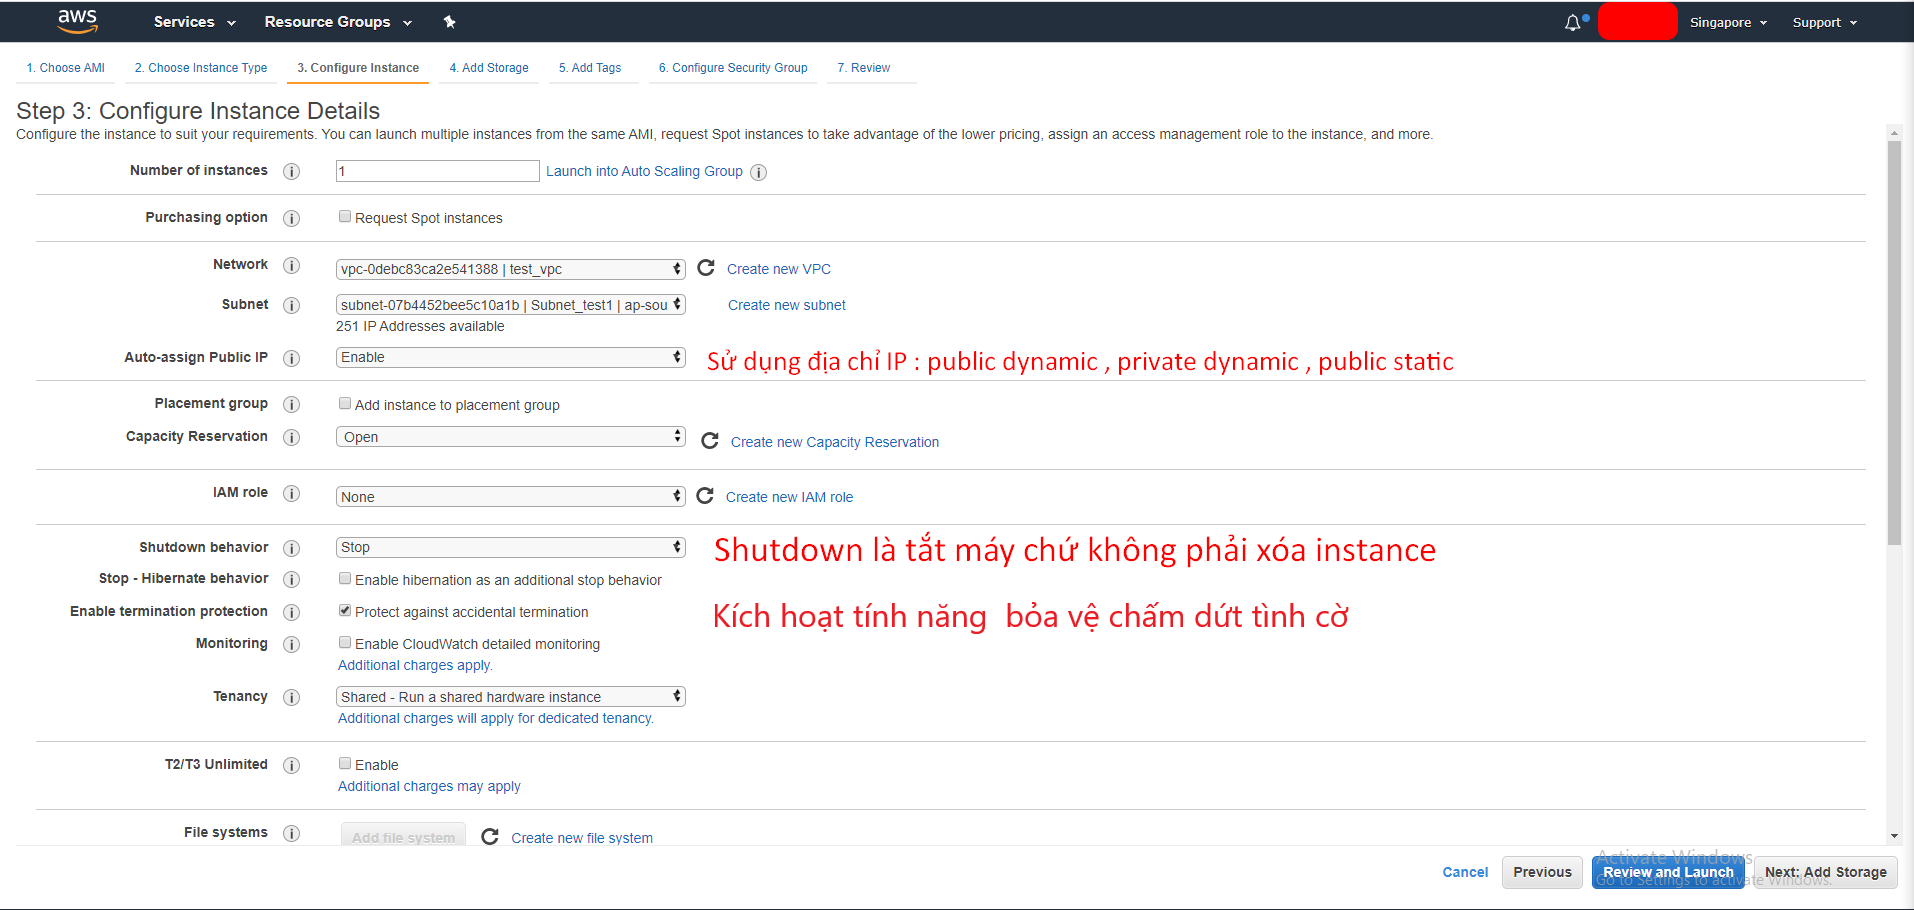 aws Services Resource Groups Singapore Support
1. Choose AMI 2. Choose Instance Type 3. Configure Instance 4. Add Storage 5. Add Tags 6. Configure Security Group 7. Review
Step 3: Configure Instance Details
Configure the instance to suit your requirements. You can launch multiple instances from the same AMI, request Spot instances to take advantage of the lower pricing, assign an access management role to the instance, and more.
Number of instances i 1 Launch into Auto Scaling Group i
Purchasing option i Request Spot instances
Network i vpc-0debc83ca2e541388 | test_vpc Create new VPC
Subnet i subnet-07b4452bee5c10a1b | Subnet_test1 | ap-sou Create new subnet
251 IP Addresses available
Auto-assign Public IP i Enable Sử dụng địa chỉ IP : public dynamic , private dynamic , public static
Placement group i Add instance to placement group
Capacity Reservation i Open Create new Capacity Reservation
IAM role i None Create new IAM role
Shutdown behavior i Stop Shutdown là tắt máy chứ không phải xóa instance
Stop - Hibernate behavior i Enable hibernation as an additional stop behavior
Enable termination protection i Protect against accidental termination Kích hoạt tính năng bỏa vệ chấm dứt tình cờ
Monitoring i Enable CloudWatch detailed monitoring
Additional charges apply.
Tenancy i Shared - Run a shared hardware instance
Additional charges will apply for dedicated tenancy.
T2/T3 Unlimited i Enable
Additional charges may apply
File systems i Add file system Create new file system
Activate Windows
Cancel Previous Review and Launch Next: Add Storage
Go to Settings to activate Windows.